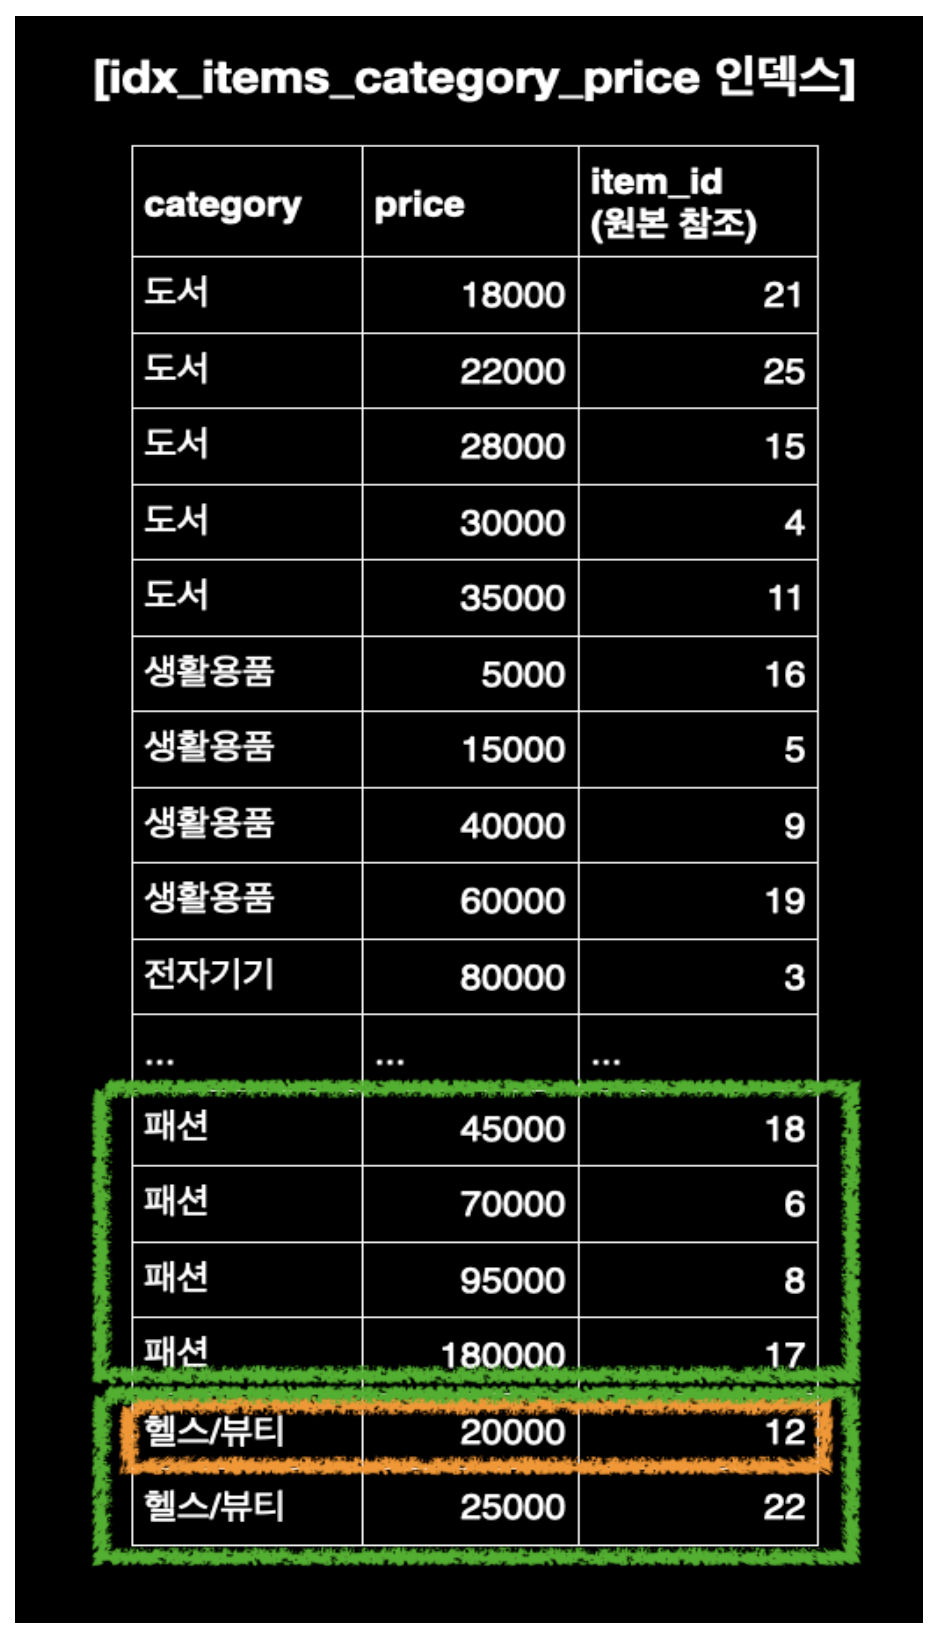 [idx_items_category_price 인덱스]
category price item_id
(원본 참조)
도서 18000 21
도서 22000 25
도서 28000 15
도서 30000 4
도서 35000 11
생활용품 5000 16
생활용품 15000 5
생활용품 40000 9
생활용품 60000 19
전자기기 80000 3
... ... ...
패션 45000 18
패션 70000 6
패션 95000 8
패션 180000 17
헬스/뷰티 20000 12
헬스/뷰티 25000 22